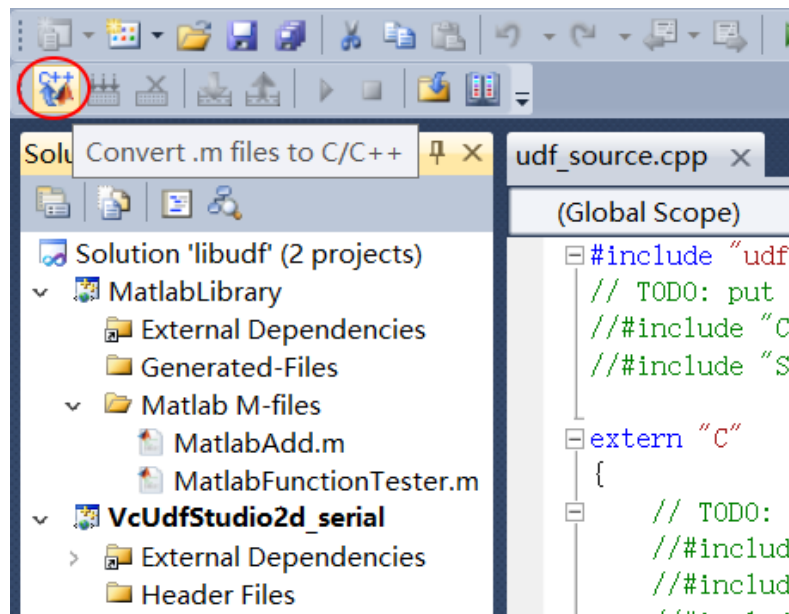 C++
Solu
Convert .m files to C/C++
udf_source.cpp
(Global Scope)
Solution 'libudf' (2 projects)
MatlabLibrary
External Dependencies
Generated-Files
Matlab M-files
MatlabAdd.m
MatlabFunctionTester.m
VcUdfStudio2d_serial
External Dependencies
Header Files
#include "udf
// TODO: put
//#include "C
//#include "S
extern "C"
{
// TODO:
//#includ
//#includ